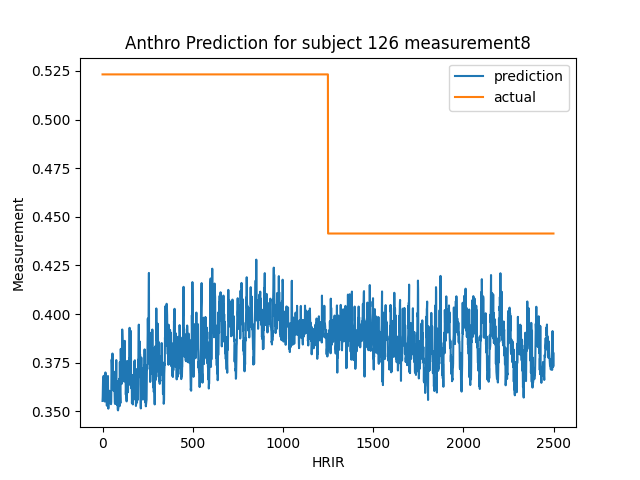 Anthro Prediction for subject 126 measurement8
prediction
actual
0.525
0.500
0.475
0.450
0.425
0.400
0.375
0.350
Measurement
0
500
1000
1500
2000
2500
HRIR